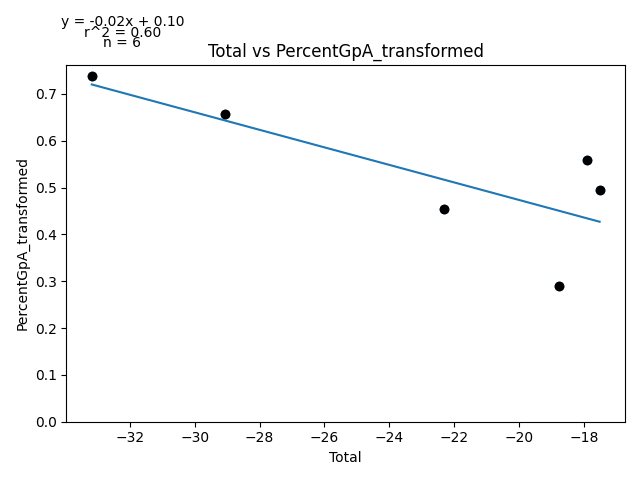 y = -0.02x + 0.10
r^2 = 0.60
n = 6
Total vs PercentGpA_transformed
PercentGpA_transformed
0.7
0.6
0.5
0.4
0.3
0.2
0.1
0.0
−32 −30 −28 −26 −24 −22 −20 −18
Total